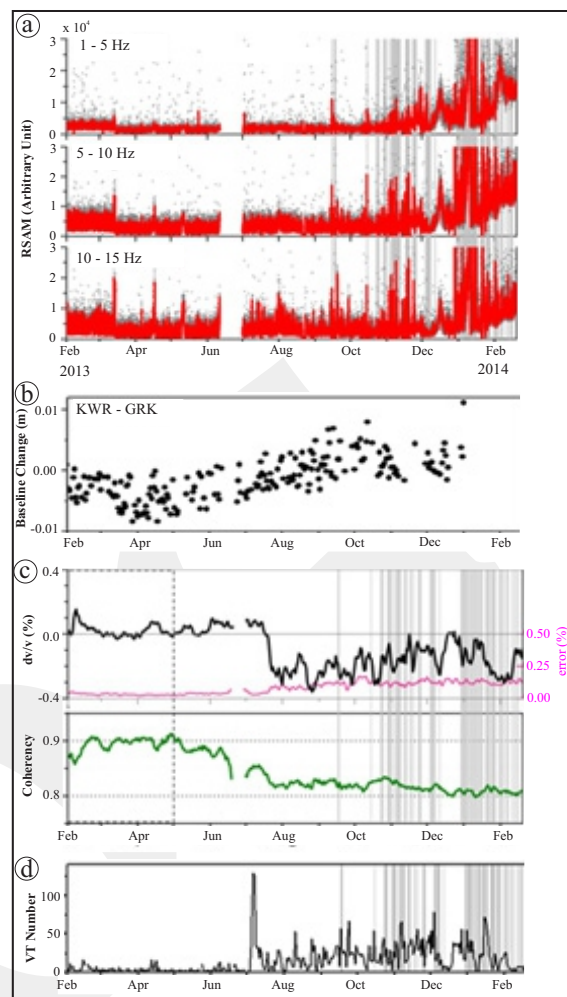 a
x 10⁴
1 - 5 Hz
3
2
1
0
5 - 10 Hz
3
2
1
0
10 - 15 Hz
3
2
1
0
RSAM (Arbitrary Unit)
Feb Apr Jun Aug Oct Dec Feb
2013 2014
b
KWR - GRK
0.01
0.00
-0.01
Baseline Change (m)
Feb Apr Jun Aug Oct Dec Feb
c
0.4
0.0
-0.4
dv/v (%)
0.50
0.25
0.00
error(%)
0.9
0.8
Coherency
Feb Apr Jun Aug Oct Dec Feb
d
100
50
0
VT Number
Feb Apr Jun Aug Oct Dec Feb